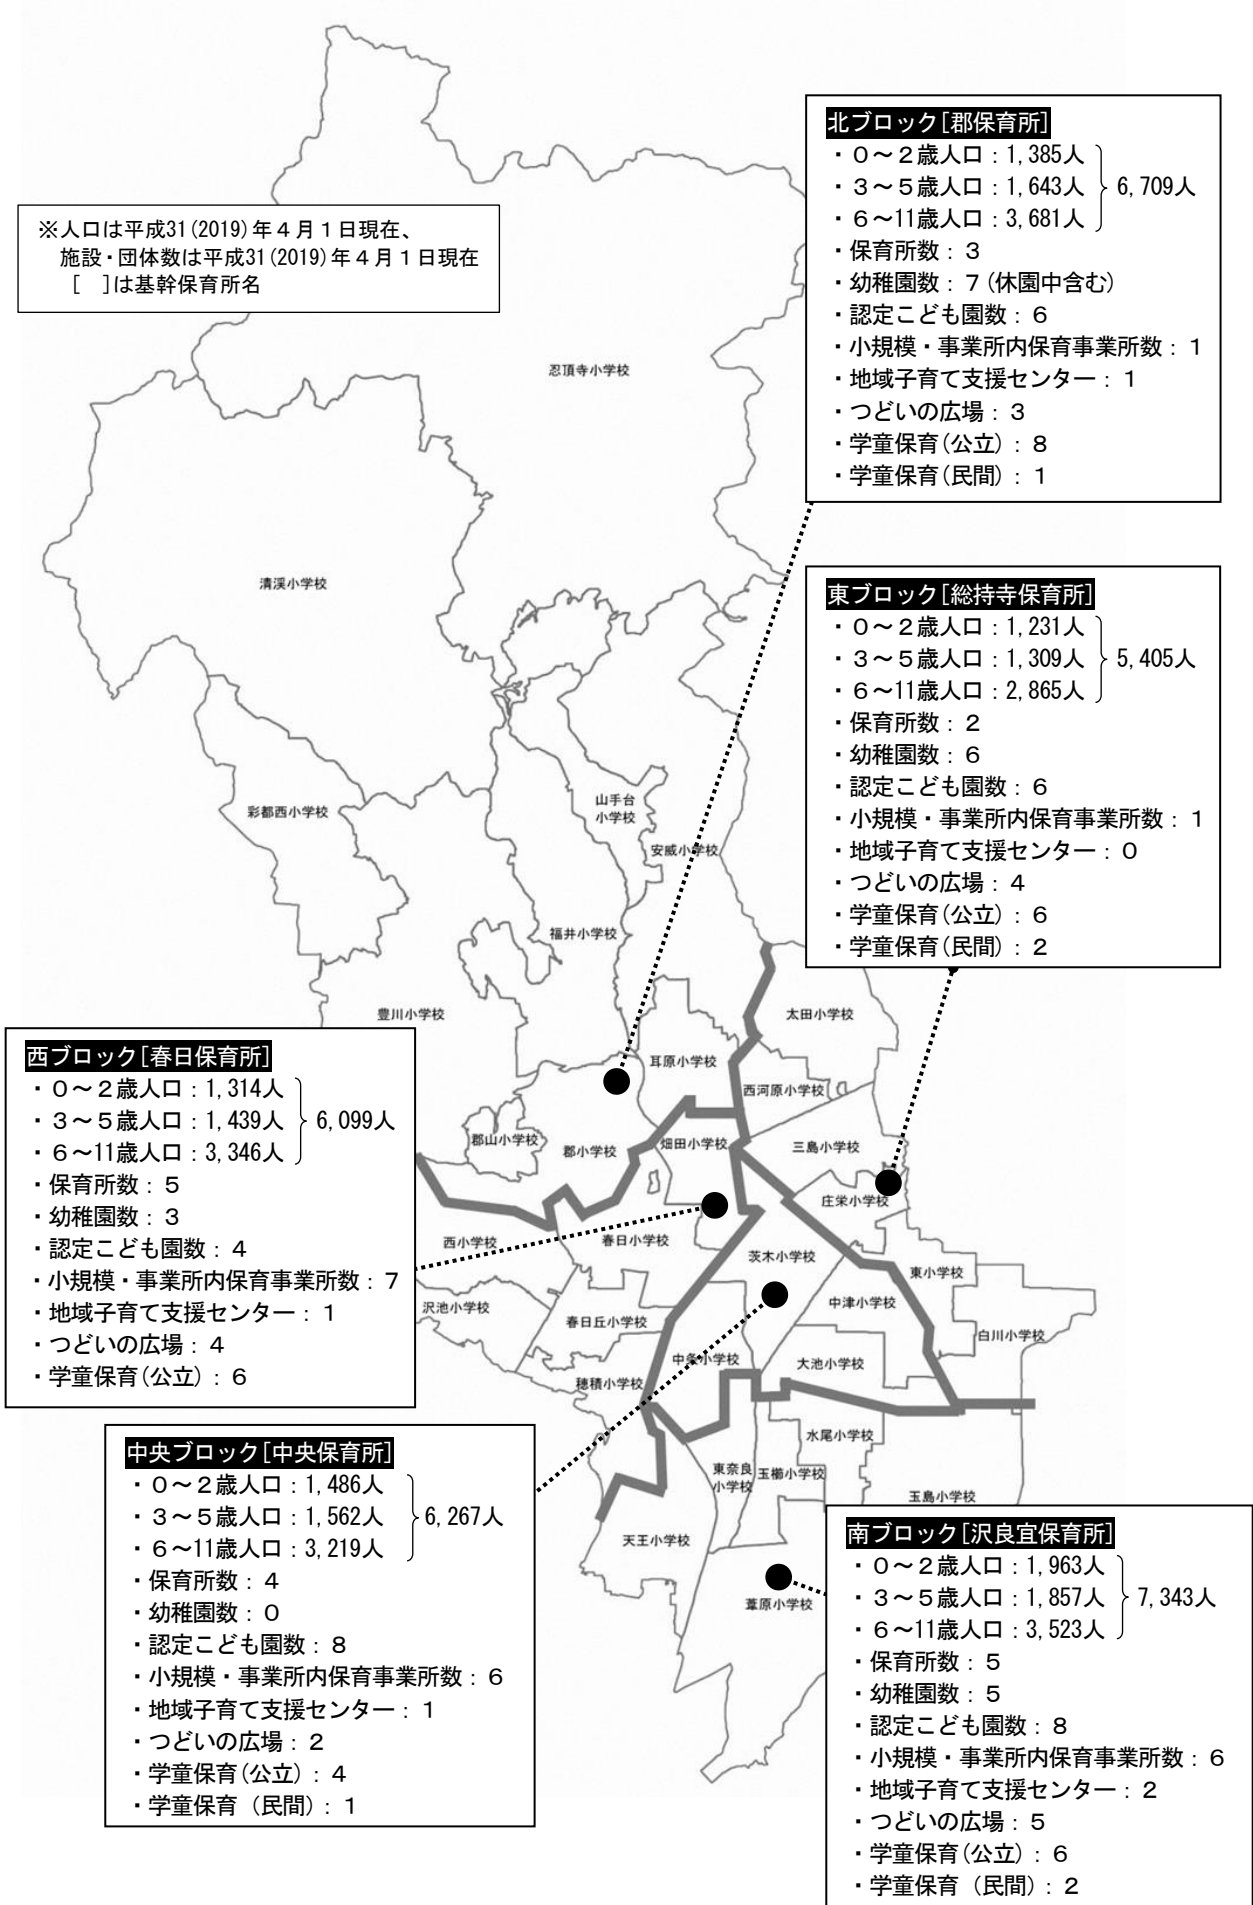 北ブロック[郡保育所]
・０～２歳人口：1,385人
・３～５歳人口：1,643人
6,709人
・６～11歳人口：3,681人
・保育所数：３
・幼稚園数：７(休園中含む)
・認定こども園数：６
・小規模・事業所内保育事業所数：１
・地域子育て支援センター：１
・つどいの広場：３
・学童保育(公立)：８
・学童保育(民間)：１
※人口は平成31(2019)年４月１日現在、
施設・団体数は平成31(2019)年４月１日現在
[　]は基幹保育所名
忍頂寺小学校
清渓小学校
東ブロック[総持寺保育所]
・０～２歳人口：1,231人
・３～５歳人口：1,309人
5,405人
・６～11歳人口：2,865人
・保育所数：２
・幼稚園数：６
・認定こども園数：６
・小規模・事業所内保育事業所数：１
・地域子育て支援センター：０
・つどいの広場：４
・学童保育(公立)：６
・学童保育(民間)：２
彩都西小学校
山手台
小学校
安威小学校
福井小学校
豊川小学校
太田小学校
耳原小学校
西河原小学校
郡山小学校
郡小学校
畑田小学校
三島小学校
庄栄小学校
西小学校
春日小学校
茨木小学校
東小学校
沢池小学校
春日丘小学校
中津小学校
白川小学校
穂積小学校
中条小学校
大池小学校
水尾小学校
東奈良
小学校
玉櫛小学校
玉島小学校
天王小学校
葦原小学校
西ブロック[春日保育所]
・０～２歳人口：1,314人
・３～５歳人口：1,439人
6,099人
・６～11歳人口：3,346人
・保育所数：５
・幼稚園数：３
・認定こども園数：４
・小規模・事業所内保育事業所数：７
・地域子育て支援センター：１
・つどいの広場：４
・学童保育(公立)：６
中央ブロック[中央保育所]
・０～２歳人口：1,486人
・３～５歳人口：1,562人
6,267人
・６～11歳人口：3,219人
・保育所数：４
・幼稚園数：０
・認定こども園数：８
・小規模・事業所内保育事業所数：６
・地域子育て支援センター：１
・つどいの広場：２
・学童保育(公立)：４
・学童保育（民間)：１
南ブロック[沢良宜保育所]
・０～２歳人口：1,963人
・３～５歳人口：1,857人
7,343人
・６～11歳人口：3,523人
・保育所数：５
・幼稚園数：５
・認定こども園数：８
・小規模・事業所内保育事業所数：６
・地域子育て支援センター：２
・つどいの広場：５
・学童保育(公立)：６
・学童保育（民間)：２